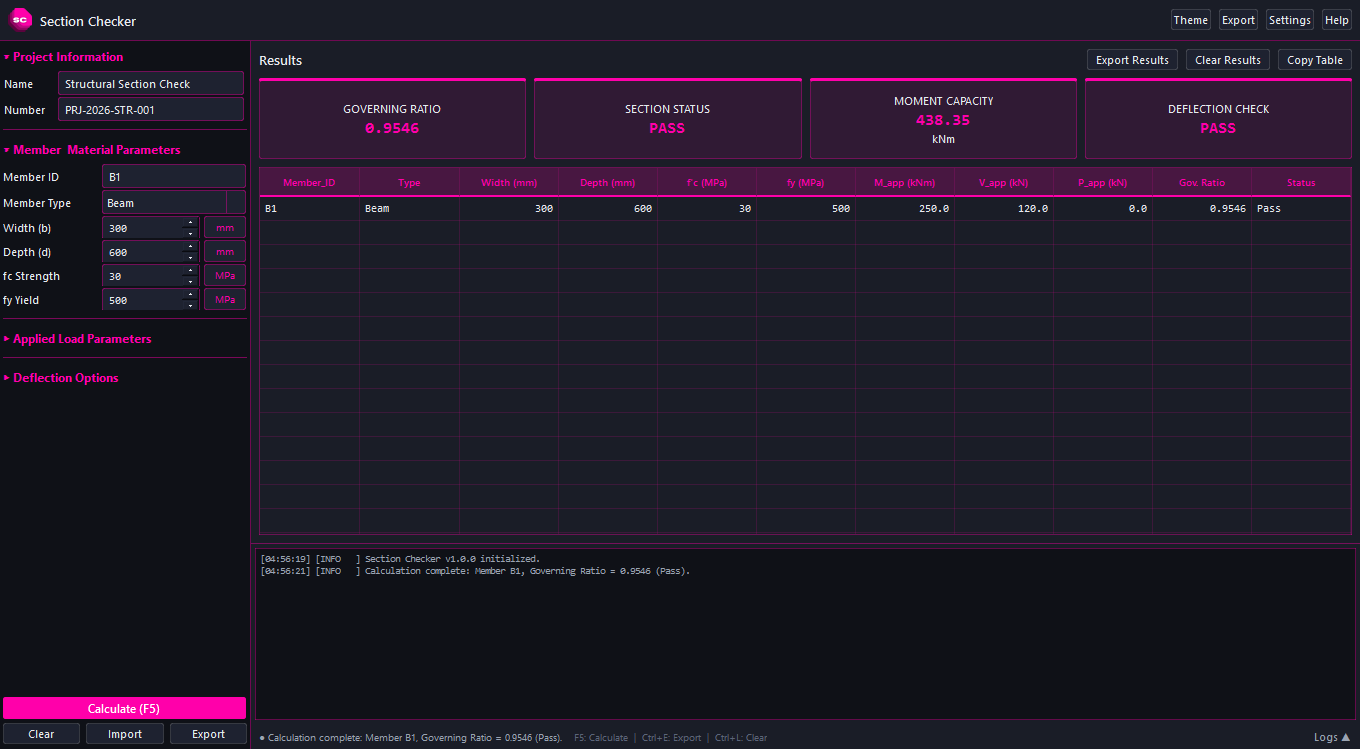 SC Section Checker
Theme Export Settings Help
▾ Project Information
Name Structural Section Check
Number PRJ-2026-STR-001
▾ Member Material Parameters
Member ID B1
Member Type Beam
Width (b) 300 mm
Depth (d) 600 mm
fc Strength 30 MPa
fy Yield 500 MPa
▸ Applied Load Parameters
▸ Deflection Options
Calculate (F5)
Clear Import Export
Results
Export Results Clear Results Copy Table
GOVERNING RATIO
0.9546
SECTION STATUS
PASS
MOMENT CAPACITY
438.35
kNm
DEFLECTION CHECK
PASS
Member_ID Type Width (mm) Depth (mm) f'c (MPa) fy (MPa) M_app (kNm) V_app (kN) P_app (kN) Gov. Ratio Status
B1 Beam 300 600 30 500 250.0 120.0 0.0 0.9546 Pass
[04:56:19] [INFO ] Section Checker v1.0.0 initialized.
[04:56:21] [INFO ] Calculation complete: Member B1, Governing Ratio = 0.9546 (Pass).
● Calculation complete: Member B1, Governing Ratio = 0.9546 (Pass). F5: Calculate | Ctrl+E: Export | Ctrl+L: Clear
Logs ▲